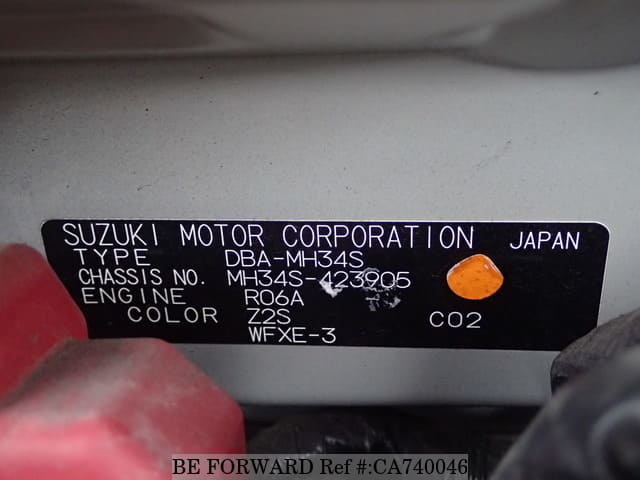 SUZUKI MOTOR CORPORATION JAPAN
TYPE DBA-MH34S
CHASSIS NO. MH34S-423905
ENGINE R06A
COLOR Z2S CO2
WFXE-3
BE FORWARD Ref #:CA740046